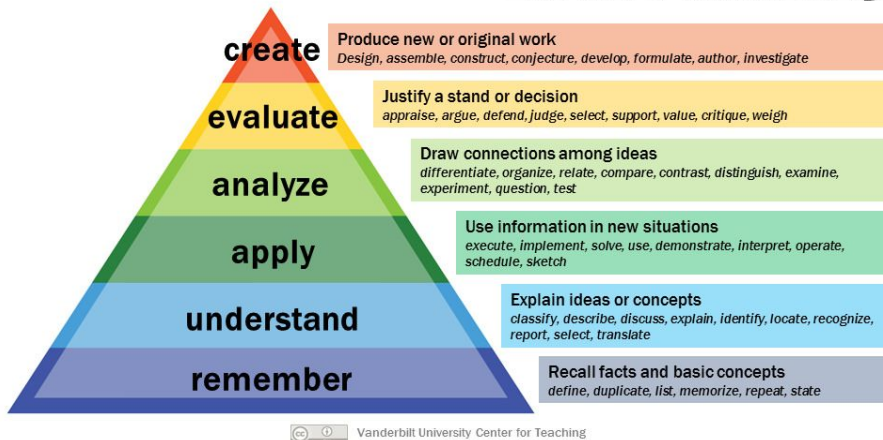 create
Produce new or original work
Design, assemble, construct, conjecture, develop, formulate, author, investigate
evaluate
Justify a stand or decision
appraise, argue, defend, judge, select, support, value, critique, weigh
analyze
Draw connections among ideas
differentiate, organize, relate, compare, contrast, distinguish, examine,
experiment, question, test
apply
Use information in new situations
execute, implement, solve, use, demonstrate, interpret, operate,
schedule, sketch
understand
Explain ideas or concepts
classify, describe, discuss, explain, identify, locate, recognize,
report, select, translate
remember
Recall facts and basic concepts
define, duplicate, list, memorize, repeat, state
cc Vanderbilt University Center for Teaching